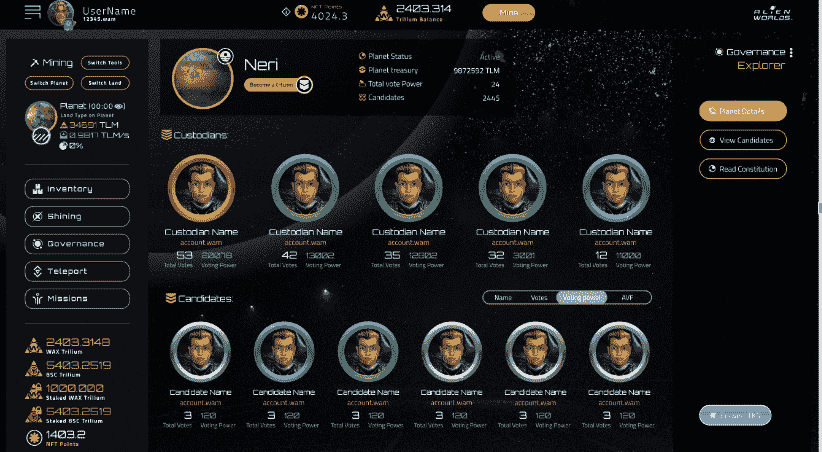 UserName
12345.wam
NFT Points
4024.3
2403.314
Trilium Balance
Mine
ALIEN
WORLDS
Mining
Switch Tools
Switch Planet
Switch Land
Planet (00:00)
Land Type on Planet
34691 TLM
0.9817 TLM/s
0%
Inventory
Shining
Governance
Teleport
Missions
2403.3148
WAX Trilium
5403.2519
BSC Trilium
1000.000
Staked WAX Trilium
5403.2519
Staked BSC Trilium
1403.2
NFT Points
Neri
Become a Citizen
Planet Status Active
Planet treasury 9872592 TLM
Total vote Power 24
Candidates 2445
Custodians:
Custodian Name Custodian Name Custodian Name Custodian Name Custodian Name
account.wam account.wam account.wam account.wam account.wam
53 20078 42 13002 35 12302 32 3001 12 11000
Total Votes Voting Power Total Votes Voting Power Total Votes Voting Power Total Votes Voting Power Total Votes Voting Power
Candidates:
Name Votes Voting power AVF
Candidate Name Candidate Name Candidate Name Candidate Name Candidate Name Candidate Name
account.wam account.wam account.wam account.wam account.wam account.wam
3 120 3 120 3 120 3 120 3 120 3 120
Total Votes Voting Power Total Votes Voting Power Total Votes Voting Power Total Votes Voting Power Total Votes Voting Power Total Votes Voting Power
Governance
Explorer
Planet Details
View Candidates
Read Constitution